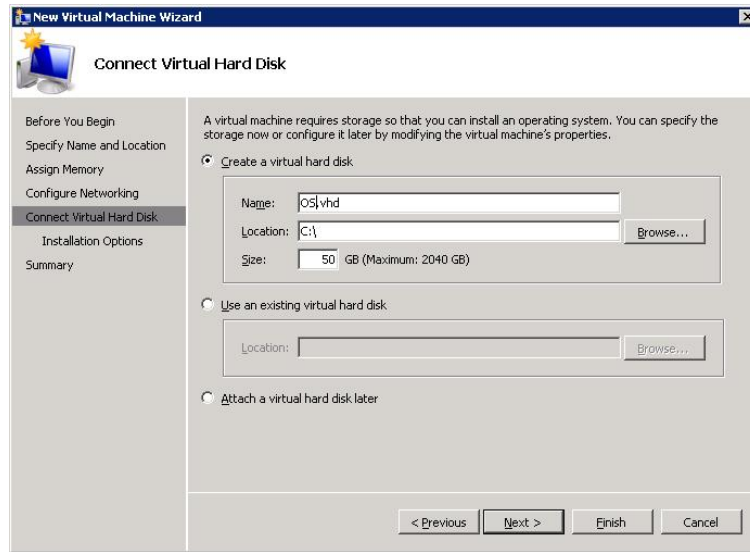 New Virtual Machine Wizard
Connect Virtual Hard Disk
Before You Begin
Specify Name and Location
Assign Memory
Configure Networking
Connect Virtual Hard Disk
Installation Options
Summary
A virtual machine requires storage so that you can install an operating system. You can specify the
storage now or configure it later by modifying the virtual machine's properties.
Create a virtual hard disk
Name: OS.vhd
Location: C:\ Browse...
Size: 50 GB (Maximum: 2040 GB)
Use an existing virtual hard disk
Location: Browse...
Attach a virtual hard disk later
< Previous Next > Finish Cancel